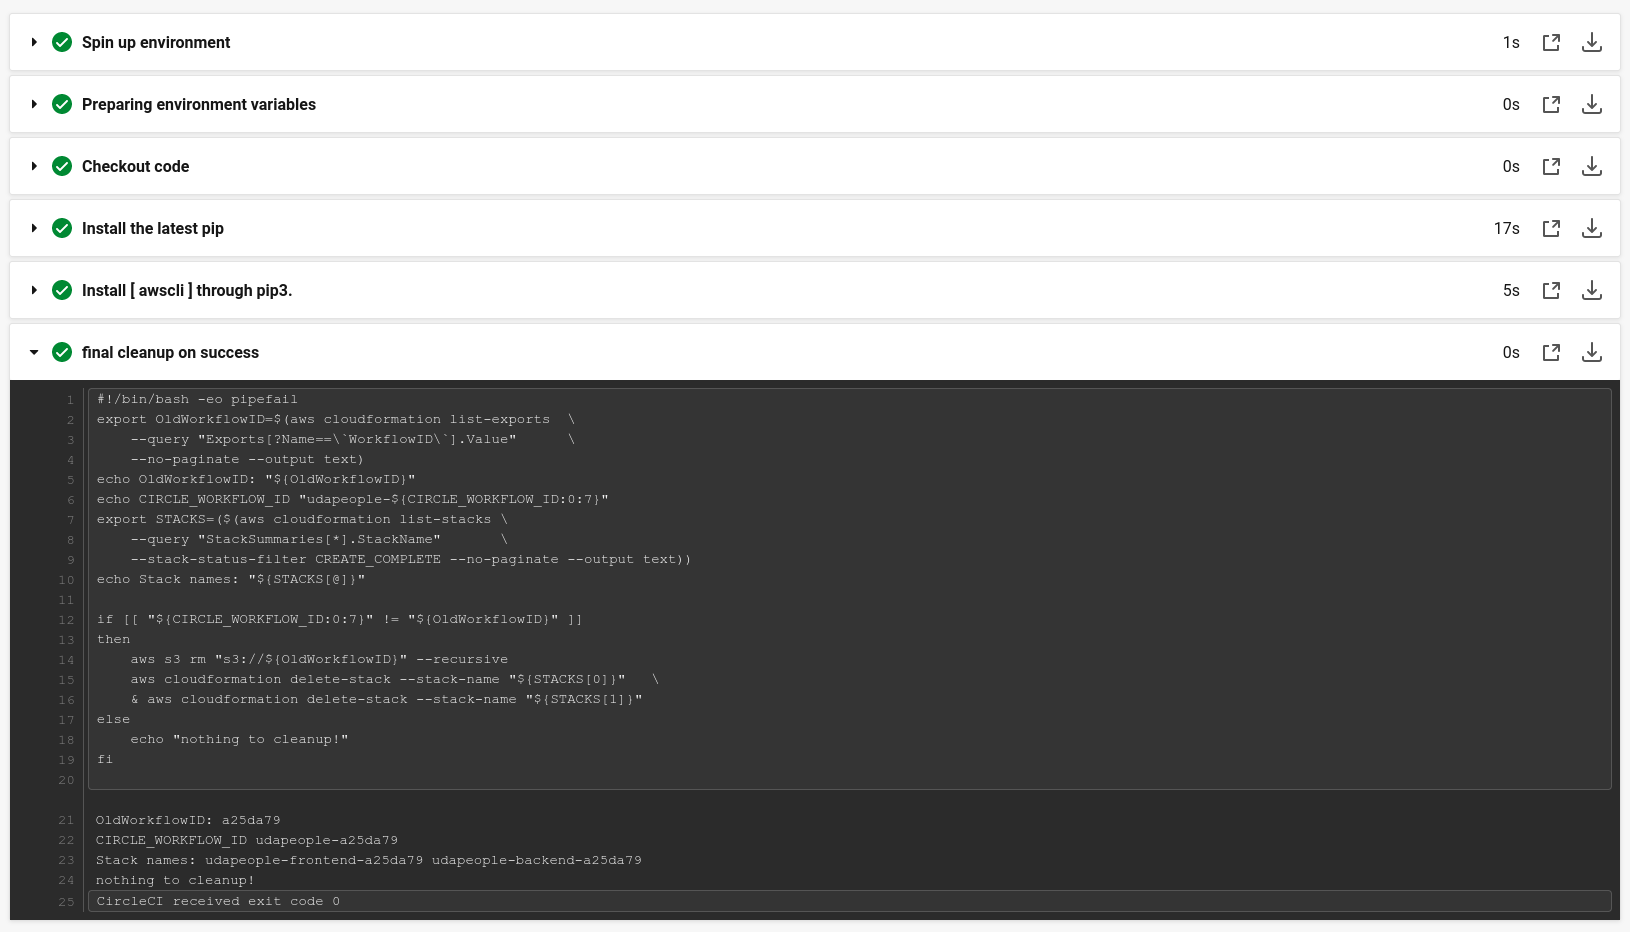 Spin up environment 1s
Preparing environment variables 0s
Checkout code 0s
Install the latest pip 17s
Install [ awscli ] through pip3. 5s
final cleanup on success 0s
1 #!/bin/bash -eo pipefail
2 export OldWorkflowID=$(aws cloudformation list-exports  \
3     --query "Exports[?Name==\`WorkflowID\`].Value"      \
4     --no-paginate --output text)
5 echo OldWorkflowID: "${OldWorkflowID}"
6 echo CIRCLE_WORKFLOW_ID "udapeople-${CIRCLE_WORKFLOW_ID:0:7}"
7 export STACKS=($(aws cloudformation list-stacks \
8     --query "StackSummaries[*].StackName"       \
9     --stack-status-filter CREATE_COMPLETE --no-paginate --output text))
10 echo Stack names: "${STACKS[@]}"
11
12 if [[ "${CIRCLE_WORKFLOW_ID:0:7}" != "${OldWorkflowID}" ]]
13 then
14     aws s3 rm "s3://${OldWorkflowID}" --recursive
15     aws cloudformation delete-stack --stack-name "${STACKS[0]}"   \
16     & aws cloudformation delete-stack --stack-name "${STACKS[1]}"
17 else
18     echo "nothing to cleanup!"
19 fi
20
21 OldWorkflowID: a25da79
22 CIRCLE_WORKFLOW_ID udapeople-a25da79
23 Stack names: udapeople-frontend-a25da79 udapeople-backend-a25da79
24 nothing to cleanup!
25 CircleCI received exit code 0